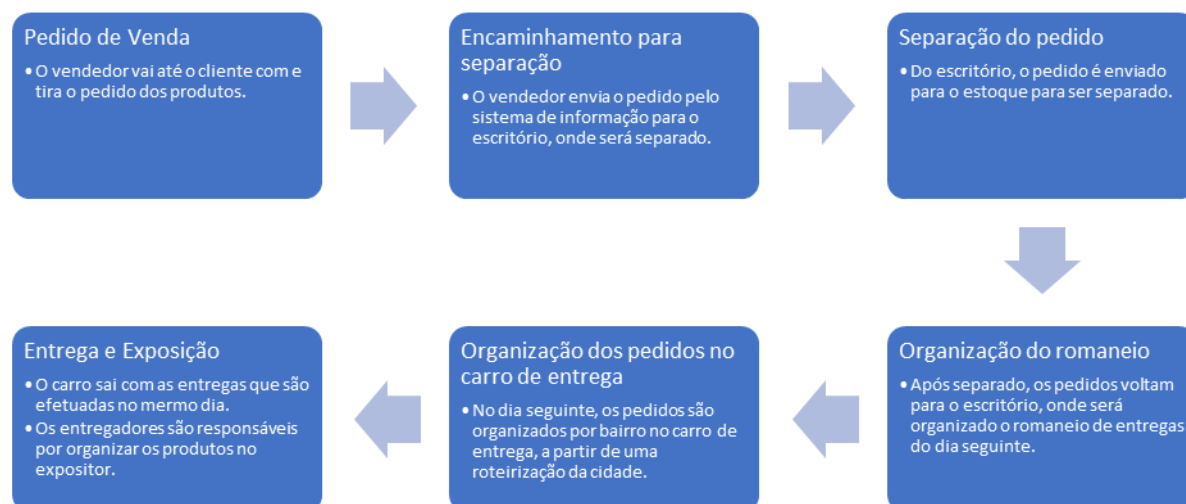 Pedido de Venda
• O vendedor vai até o cliente com e
tira o pedido dos produtos.
Encaminhamento para
separação
• O vendedor envia o pedido pelo
sistema de informação para o
escritório, onde será separado.
Separação do pedido
• Do escritório, o pedido é enviado
para o estoque para ser separado.
Organização do romaneio
• Após separado, os pedidos voltam
para o escritório, onde será
organizado o romaneio de entregas
do dia seguinte.
Organização dos pedidos no
carro de entrega
• No dia seguinte, os pedidos são
organizados por bairro no carro de
entrega, a partir de uma
roteirização da cidade.
Entrega e Exposição
• O carro sai com as entregas que são
efetuadas no mermo dia.
• Os entregadores são responsáveis
por organizar os produtos no
expositor.